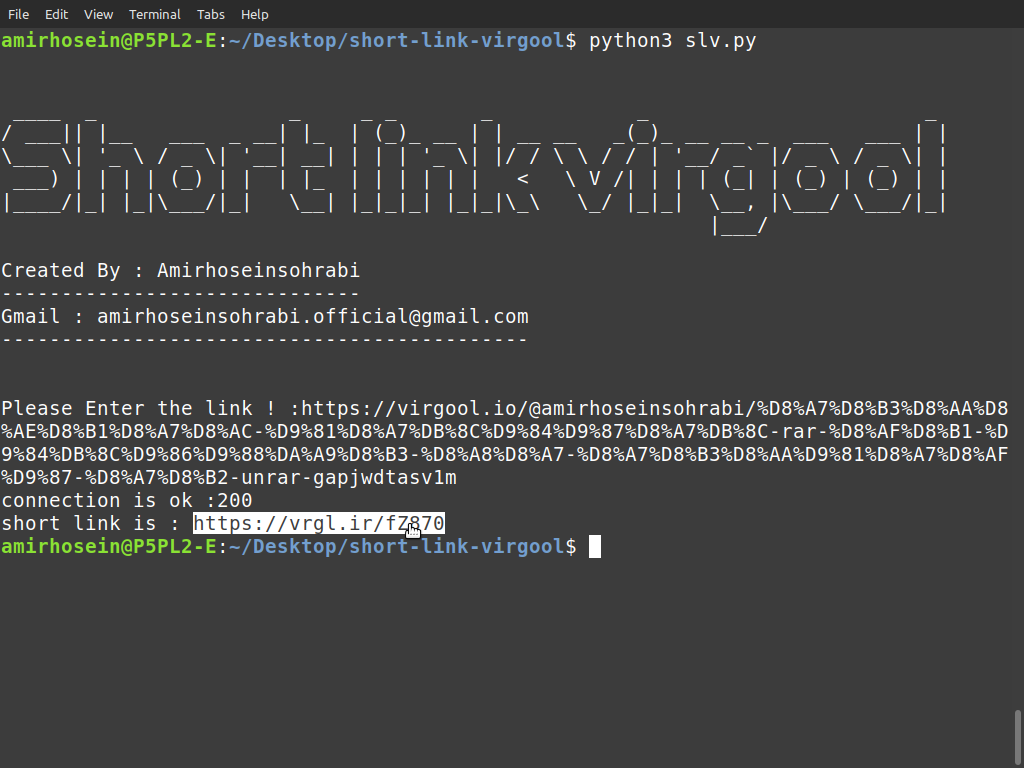 File Edit View Terminal Tabs Help
amirhosein@P5PL2-E:~/Desktop/short-link-virgool$ python3 slv.py
Short link virgool
Created By : Amirhoseinsohrabi
------------------------------
Gmail : amirhoseinsohrabi.official@gmail.com
--------------------------------------------
Please Enter the link ! :https://virgool.io/@amirhoseinsohrabi/%D8%A7%D8%B3%D8%AA%D8
%AE%D8%B1%D8%A7%D8%AC-%D9%81%D8%A7%DB%8C%D9%84%D9%87%D8%A7%DB%8C-rar-%D8%AF%D8%B1-%D
9%84%DB%8C%D9%86%D9%88%DA%A9%D8%B3-%D8%A8%D8%A7-%D8%A7%D8%B3%D8%AA%D9%81%D8%A7%D8%AF
%D9%87-%D8%A7%D8%B2-unrar-gapjwdtasv1m
connection is ok :200
short link is : https://vrgl.ir/fZ870
amirhosein@P5PL2-E:~/Desktop/short-link-virgool$